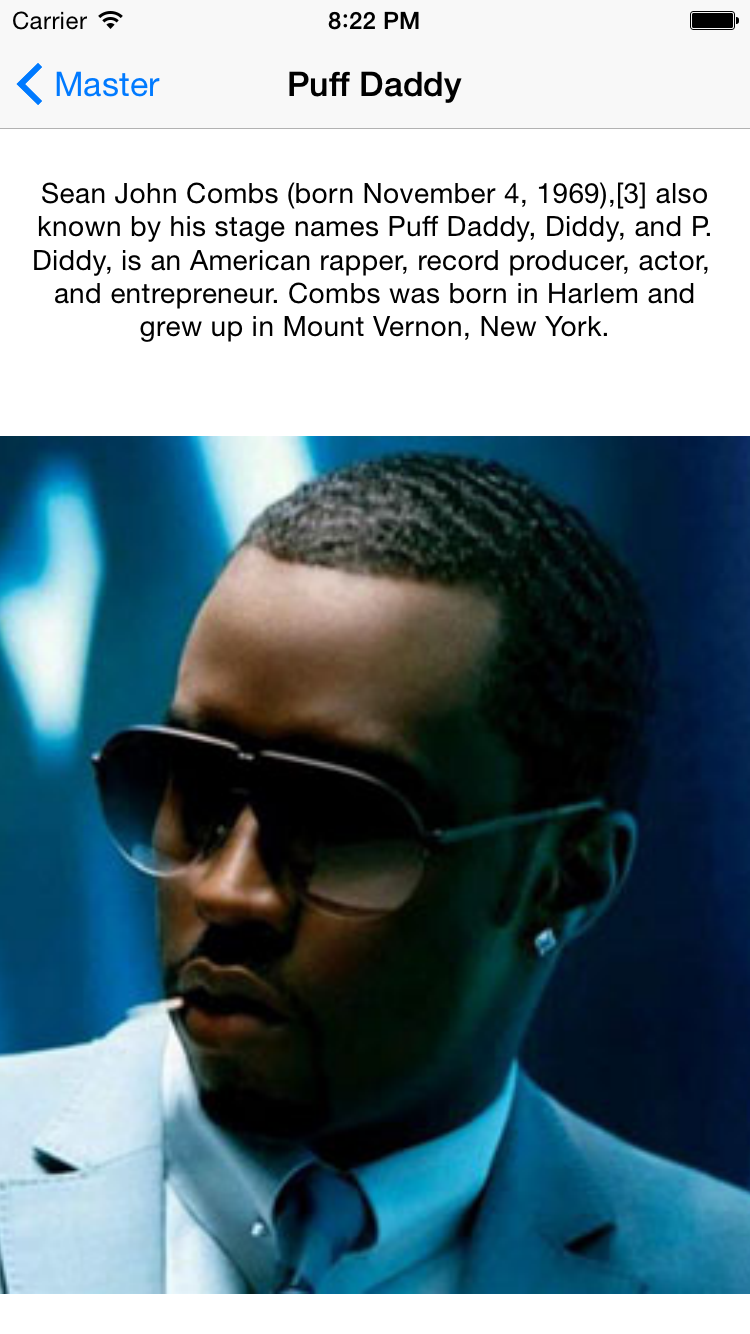 Carrier 8:22 PM
Master Puff Daddy
Sean John Combs (born November 4, 1969),[3] also
known by his stage names Puff Daddy, Diddy, and P.
Diddy, is an American rapper, record producer, actor,
and entrepreneur. Combs was born in Harlem and
grew up in Mount Vernon, New York.